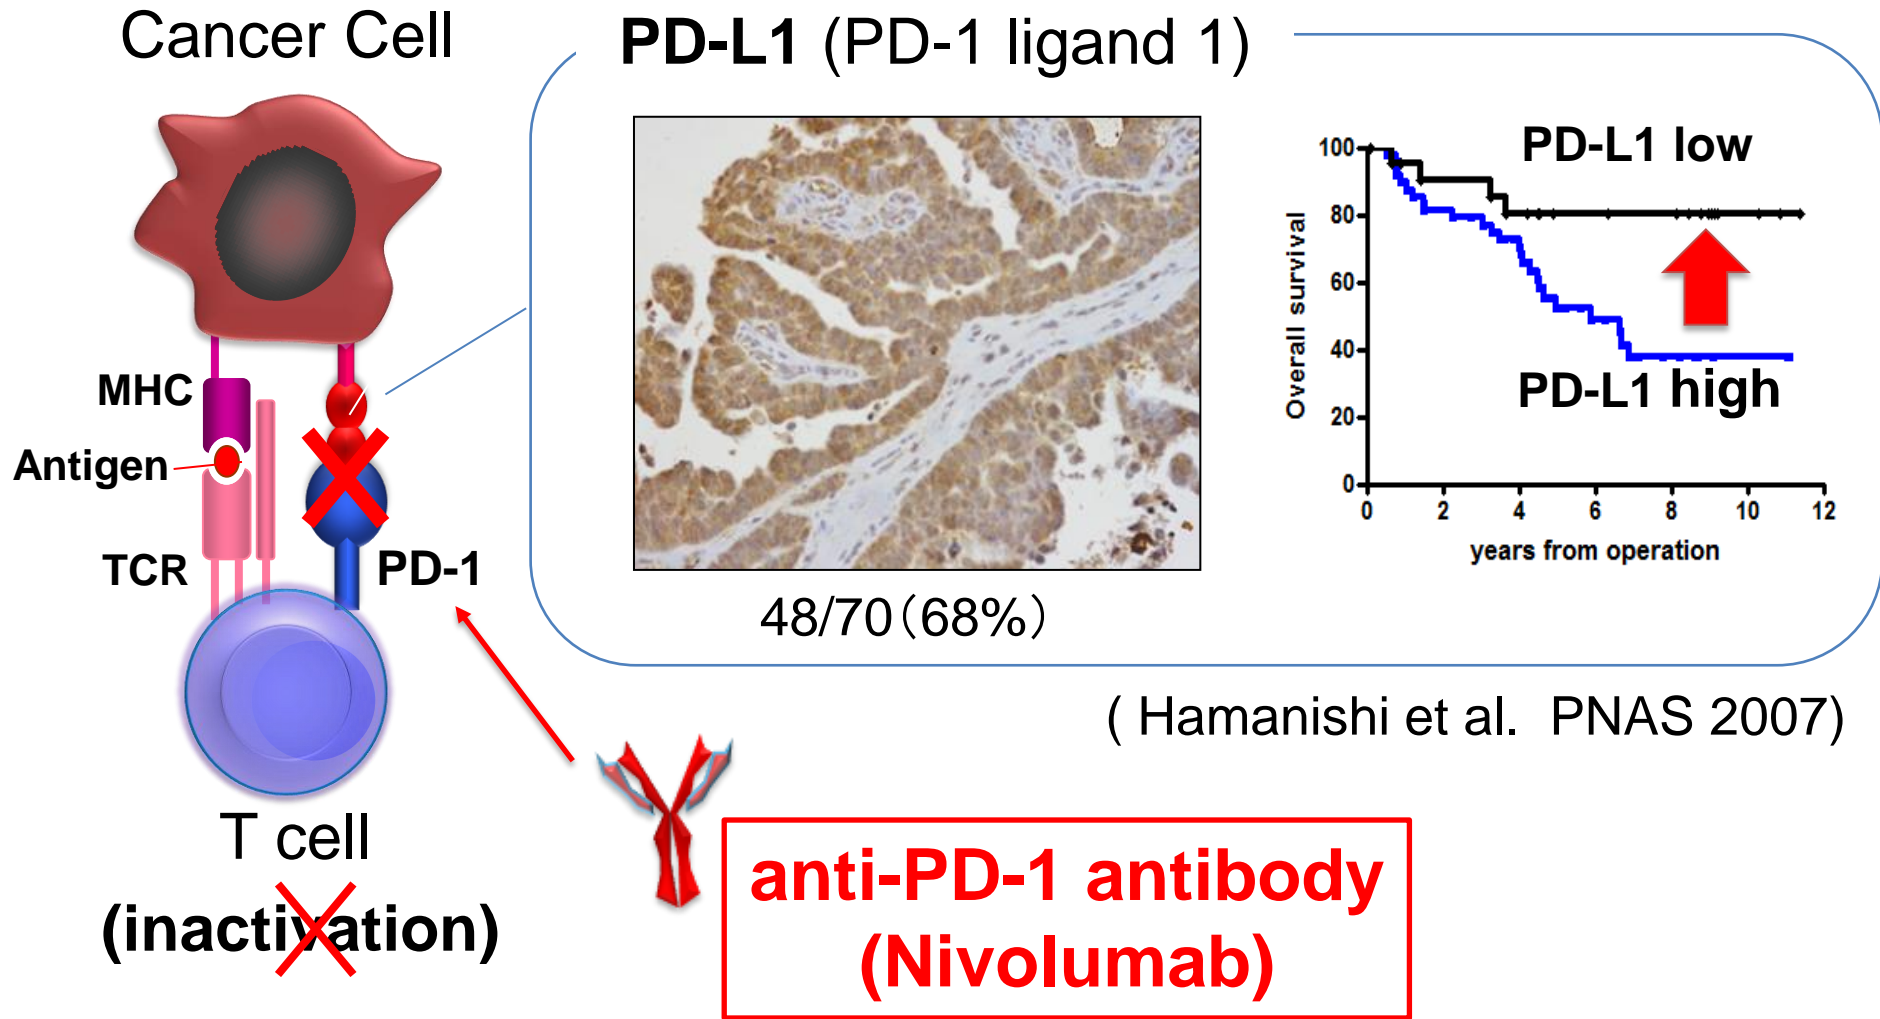 Cancer Cell
PD-L1 (PD-1 ligand 1)
MHC
Antigen
TCR
PD-1
T cell
(inactivation)
48/70（68%）
PD-L1 low
PD-L1 high
Overall survival
100
80
60
40
20
0
0 2 4 6 8 10 12
years from operation
( Hamanishi et al.  PNAS 2007)
anti-PD-1 antibody
(Nivolumab)